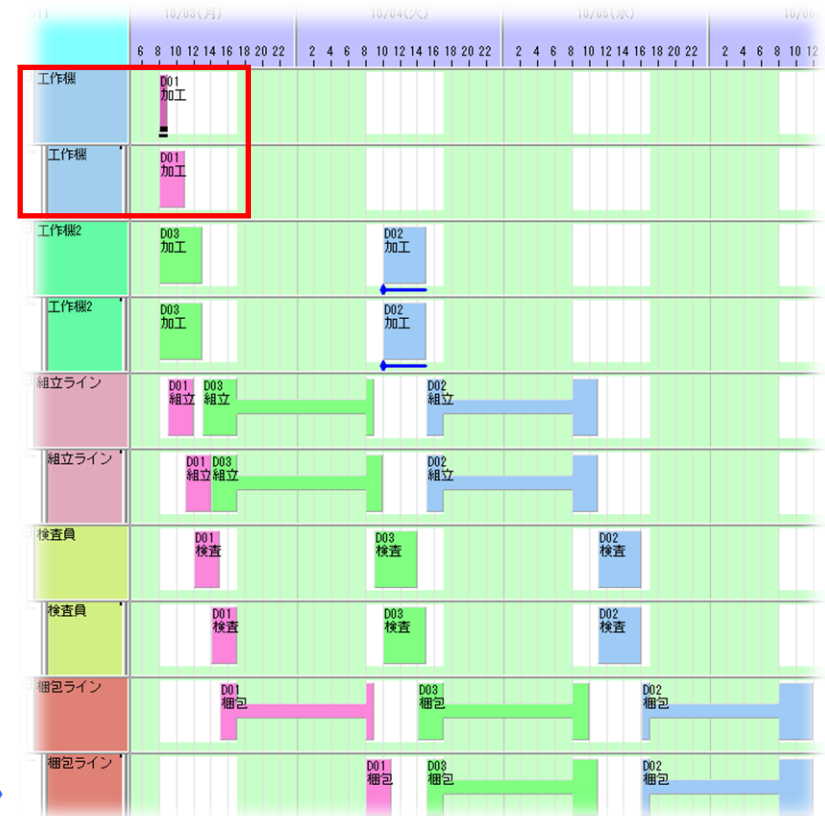 10/03(月) 10/04(火) 10/05(水)
6 8 10 12 14 16 18 20 22 2 4 6 8 10 12 14 16 18 20 22 2 4 6 8 10 12 14 16 18 20 22 2 4 6 8 10 12
工作機 D01
加工
工作機 D01
加工
工作機2 D03 D02
加工 加工
工作機2 D03 D02
加工 加工
組立ライン D01 D03 D02
組立 組立 組立
組立ライン D01 D03 D02
組立 組立 組立
検査員 D01 D03 D02
検査 検査 検査
検査員 D01 D03 D02
検査 検査 検査
梱包ライン D01 D03 D02
梱包 梱包 梱包
梱包ライン D01 D03 D02
梱包 梱包 梱包